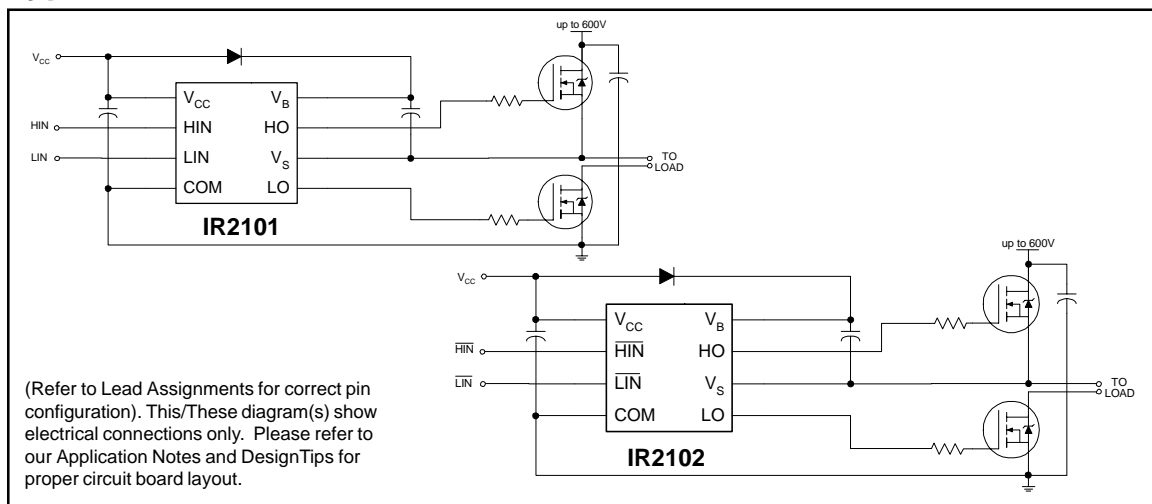 up to 600V
VCC
VCC VB
HIN HIN HO
LIN LIN VS TO
LOAD
COM LO
IR2101
up to 600V
VCC
VCC VB
HIN HIN HO
LIN LIN VS TO
LOAD
COM LO
IR2102
(Refer to Lead Assignments for correct pin
configuration). This/These diagram(s) show
electrical connections only.  Please refer to
our Application Notes and DesignTips for
proper circuit board layout.